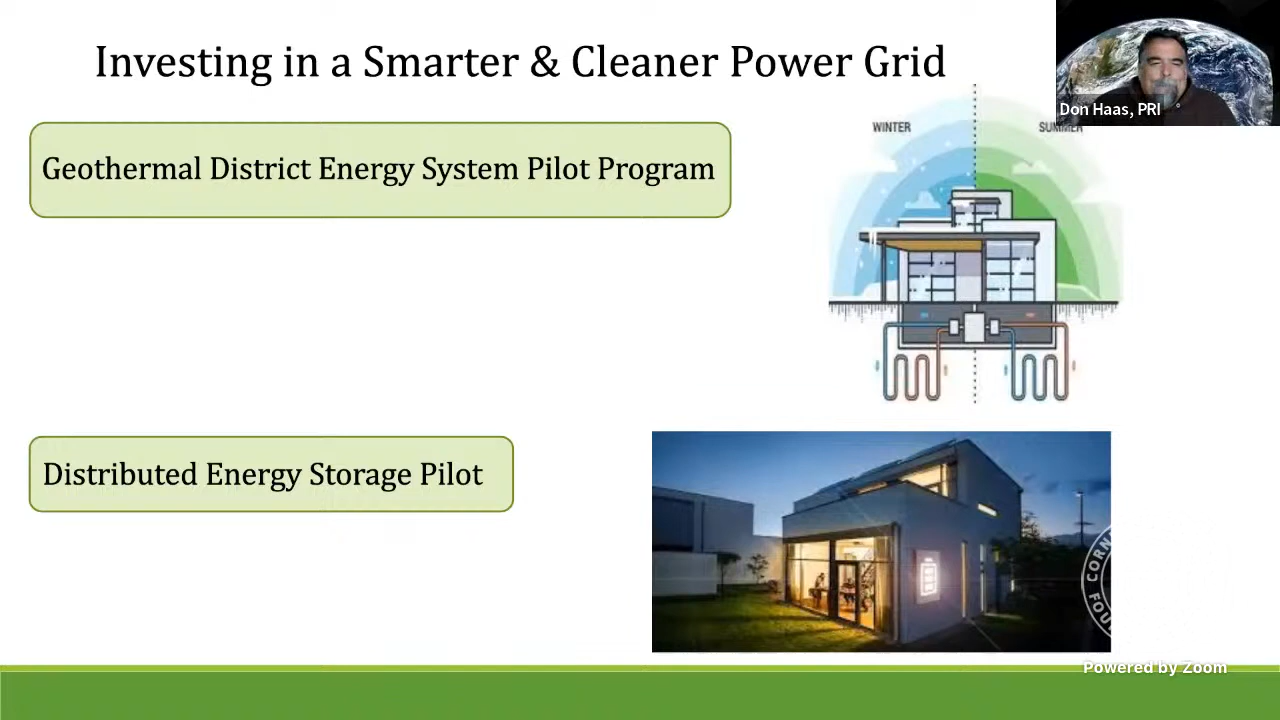 Investing in a Smarter & Cleaner Power Grid
Don Haas, PRI
WINTER
SUMMER
Geothermal District Energy System Pilot Program
Distributed Energy Storage Pilot
Powered by Zoom